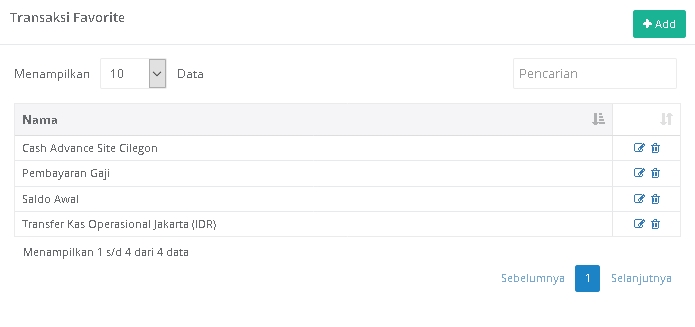 Transaksi Favorite
Add
Menampilkan 10 Data
Pencarian
Nama
Cash Advance Site Cilegon
Pembayaran Gaji
Saldo Awal
Transfer Kas Operasional Jakarta (IDR)
Menampilkan 1 s/d 4 dari 4 data
Sebelumnya 1 Selanjutnya